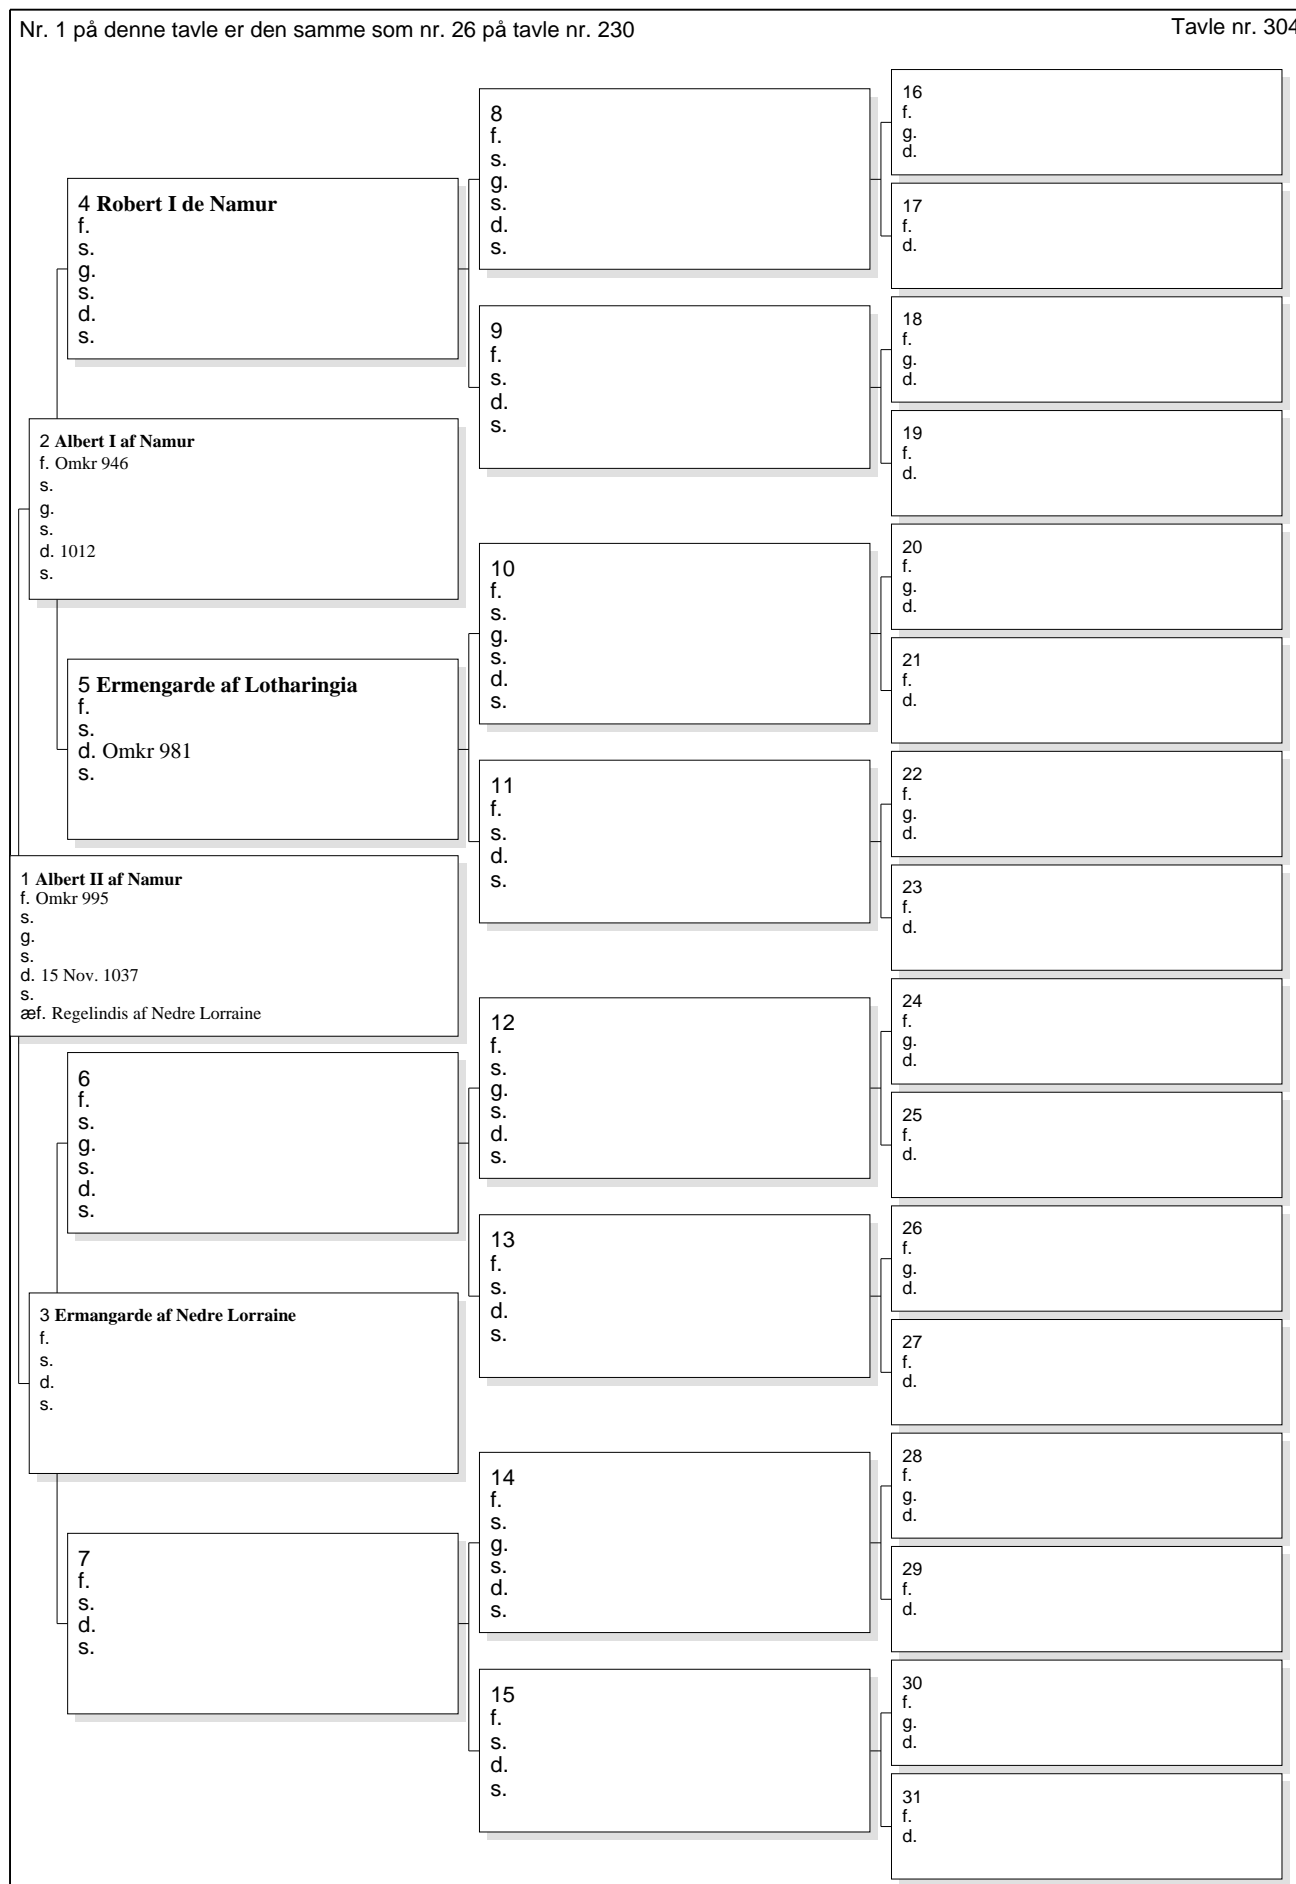 Nr. 1 på denne tavle er den samme som nr. 26 på tavle nr. 230
Tavle nr. 304
4 Robert I de Namur
f.
s.
g.
s.
d.
s.
2 Albert I af Namur
f. Omkr 946
s.
g.
s.
d. 1012
s.
5 Ermengarde af Lotharingia
f.
s.
d. Omkr 981
s.
1 Albert II af Namur
f. Omkr 995
s.
g.
s.
d. 15 Nov. 1037
s.
æf. Regelindis af Nedre Lorraine
6
f.
s.
g.
s.
d.
s.
3 Ermangarde af Nedre Lorraine
f.
s.
d.
s.
7
f.
s.
d.
s.
8
f.
s.
g.
s.
d.
s.
9
f.
s.
d.
s.
10
f.
s.
g.
s.
d.
s.
11
f.
s.
d.
s.
12
f.
s.
g.
s.
d.
s.
13
f.
s.
d.
s.
14
f.
s.
g.
s.
d.
s.
15
f.
s.
d.
s.
16
f.
g.
d.
17
f.
d.
18
f.
g.
d.
19
f.
d.
20
f.
g.
d.
21
f.
d.
22
f.
g.
d.
23
f.
d.
24
f.
g.
d.
25
f.
d.
26
f.
g.
d.
27
f.
d.
28
f.
g.
d.
29
f.
d.
30
f.
g.
d.
31
f.
d.